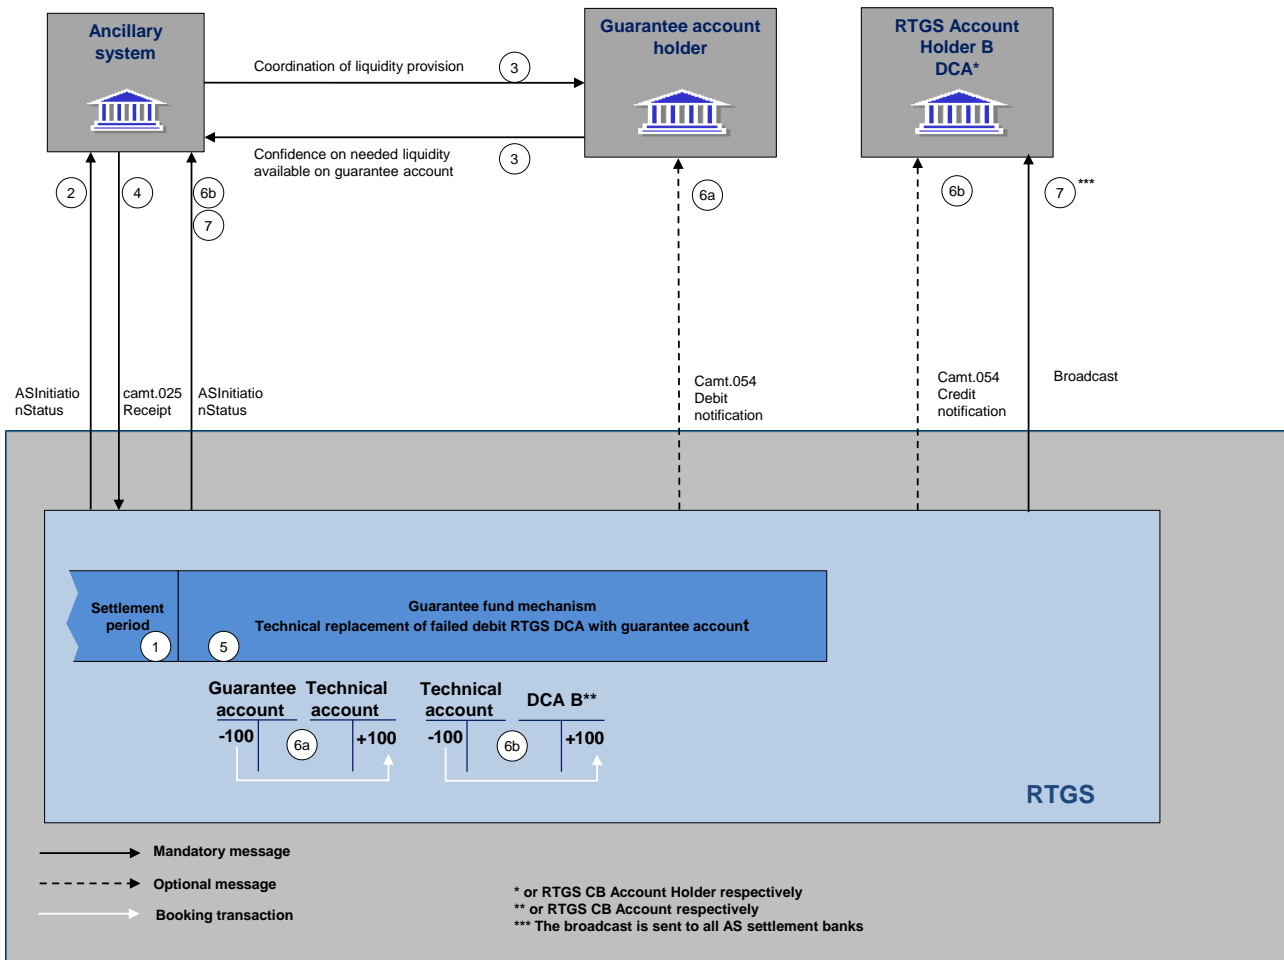 Ancillary
system
Guarantee account
holder
RTGS Account
Holder B
DCA*
Coordination of liquidity provision
3
Confidence on needed liquidity
available on guarantee account
3
2
4
6b
7
6a
6b
7
***
ASInitiatio
nStatus
camt.025
Receipt
ASInitiatio
nStatus
Camt.054
Debit
notification
Camt.054
Credit
notification
Broadcast
Settlement
period
1
Guarantee fund mechanism
Technical replacement of failed debit RTGS DCA with guarantee account
5
Guarantee
account
Technical
account
-100
6a
+100
Technical
account
DCA B**
-100
6b
+100
RTGS
Mandatory message
Optional message
Booking transaction
* or RTGS CB Account Holder respectively
** or RTGS CB Account respectively
*** The broadcast is sent to all AS settlement banks